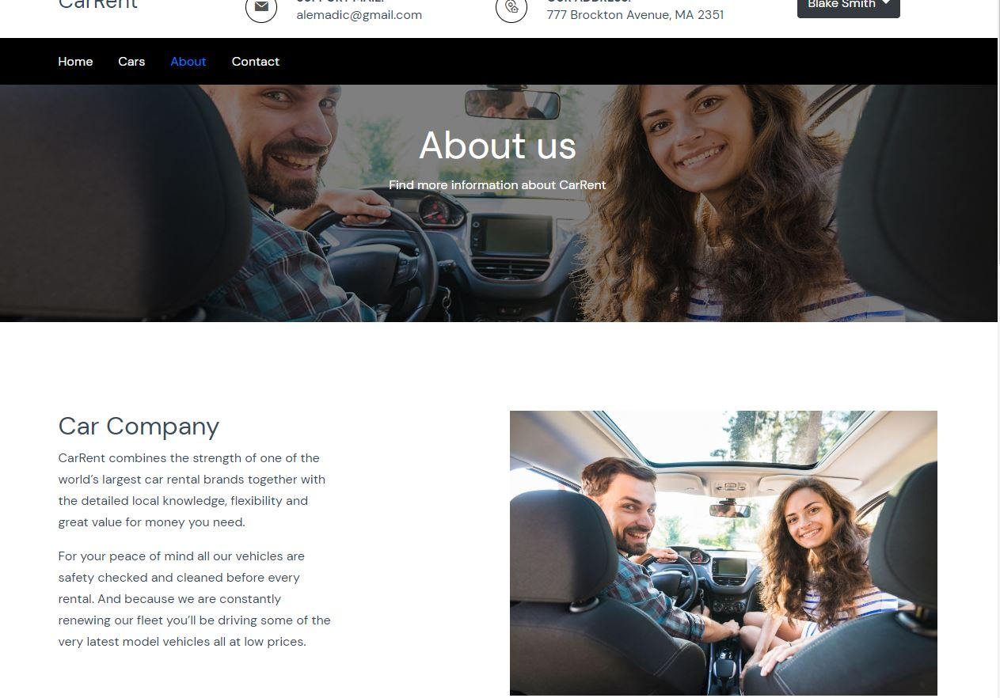 CarRent
SUPPORT MAIL:
alemadic@gmail.com
OUR ADDRESS:
777 Brockton Avenue, MA 2351
Blake Smith
Home Cars About Contact
About us
Find more information about CarRent
Car Company
CarRent combines the strength of one of the
world’s largest car rental brands together with
the detailed local knowledge, flexibility and
great value for money you need.
For your peace of mind all our vehicles are
safety checked and cleaned before every
rental. And because we are constantly
renewing our fleet you’ll be driving some of the
very latest model vehicles all at low prices.